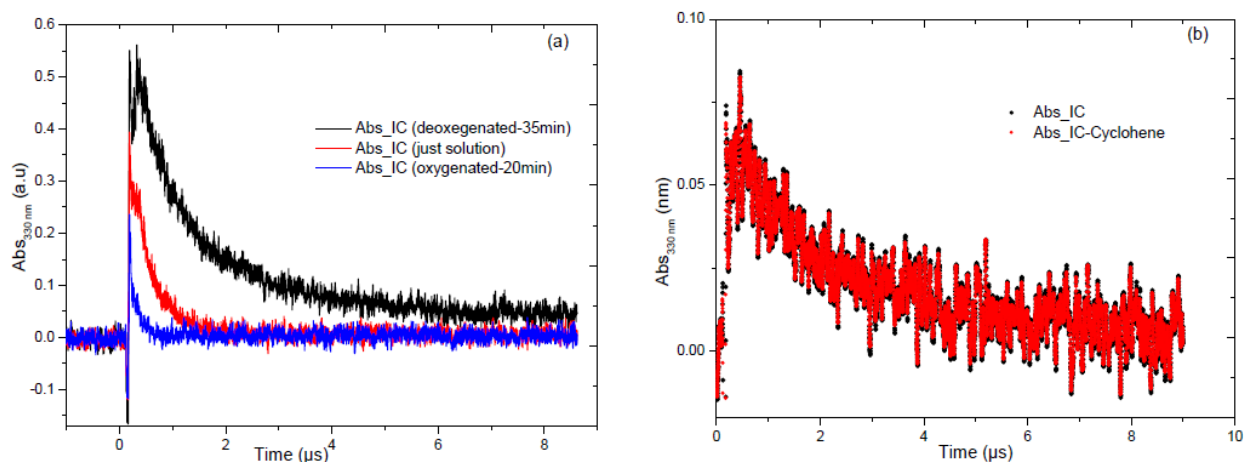 (a)
Abs_IC (deoxegenated-35min)
Abs_IC (just solution)
Abs_IC (oxygenated-20min)
Abs330 nm (a.u)
0.6
0.5
0.4
0.3
0.2
0.1
0.0
-0.1
0 2 4 6 8
Time (µs)
(b)
Abs_IC
Abs_IC-Cyclohene
Abs330 nm (nm)
0.10
0.05
0.00
0 2 4 6 8 10
Time (µs)